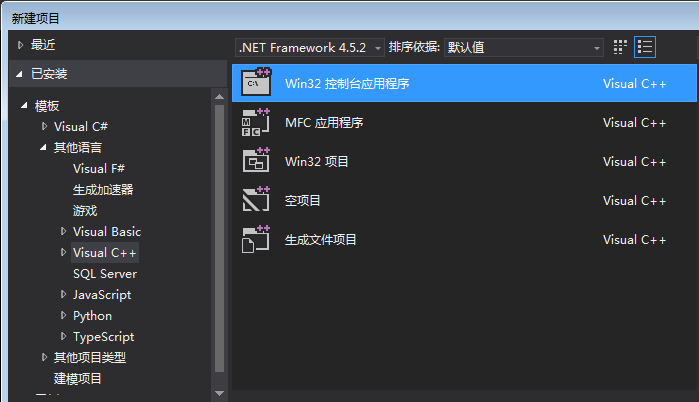 新建项目
最近
已安装
模板
Visual C#
其他语言
Visual F#
生成加速器
游戏
Visual Basic
Visual C++
SQL Server
JavaScript
Python
TypeScript
其他项目类型
建模项目
.NET Framework 4.5.2 排序依据: 默认值
Win32 控制台应用程序 Visual C++
MFC 应用程序 Visual C++
Win32 项目 Visual C++
空项目 Visual C++
生成文件项目 Visual C++